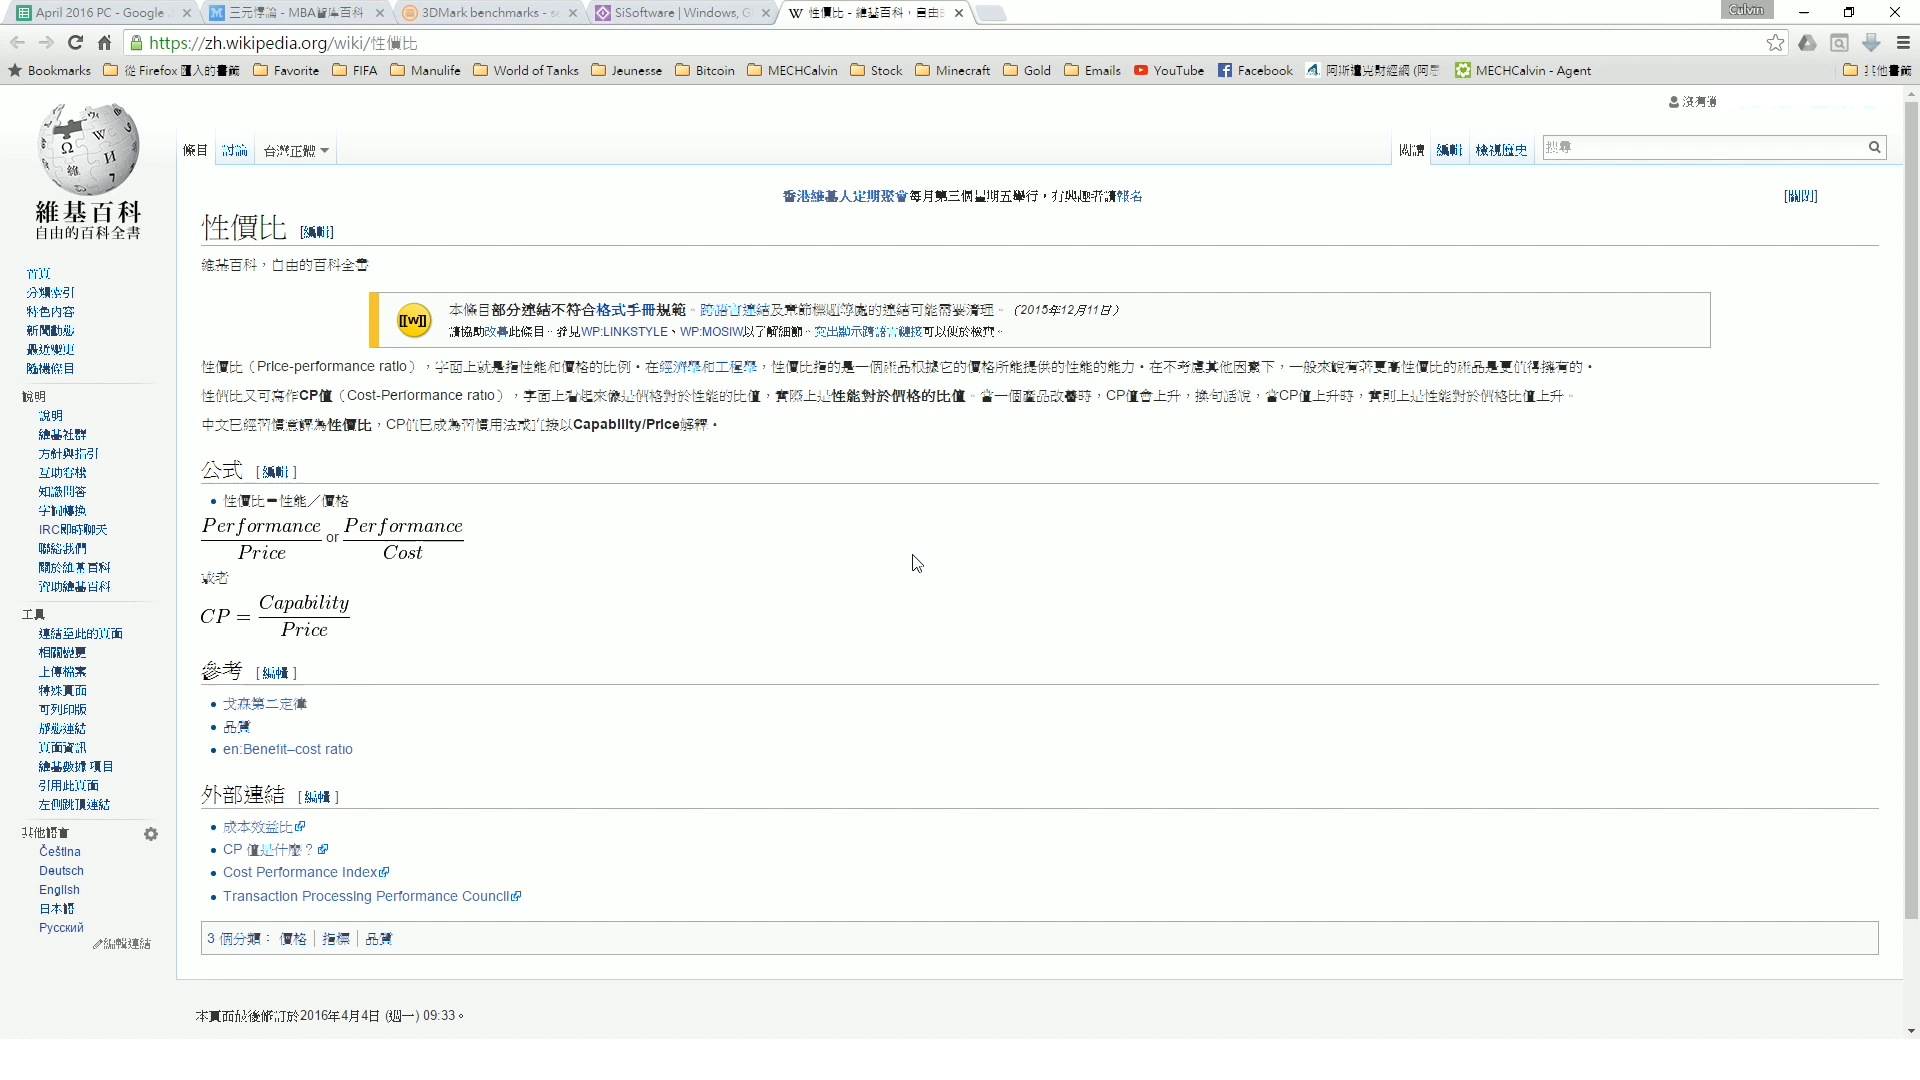 April 2016 PC - Google
三元悖論 - MBA智库百科
3DMark benchmarks - se
SiSoftware | Windows, G
性價比 - 維基百科，自由
Calvin
https://zh.wikipedia.org/wiki/性價比
Bookmarks
從 Firefox 匯入的書籤
Favorite
FIFA
Manulife
World of Tanks
Jeunesse
Bitcoin
MECHCalvin
Stock
Minecraft
Gold
Emails
YouTube
Facebook
阿斯達克財經網 (阿思
MECHCalvin - Agent
其他書籤
沒有登
維基百科
自由的百科全書
條目
討論
台灣正體
閱讀
編輯
檢視歷史
搜尋
香港維基人定期聚會每月第三個星期五舉行，有興趣者請報名
[關閉]
性價比 [編輯]
維基百科，自由的百科全書
[[w]]
本條目部分連結不符合格式手冊規範。跨語言連結及章節標題等處的連結可能需要清理。 (2015年12月11日)
請協助改善此條目。參見WP:LINKSTYLE、WP:MOSIW以了解細節。突出顯示跨語言鏈接可以便於檢查。
性價比（Price-performance ratio），字面上就是指性能和價格的比例。在經濟學和工程學，性價比指的是一個產品根據它的價格所能提供的性能的能力。在不考慮其他因素下，一般來說有著更高性價比的產品是更值得擁有的。
性價比又可寫作CP值（Cost-Performance ratio），字面上看起來像是價格對於性能的比值，實際上是性能對於價格的比值。當一個產品改善時，CP值會上升，換句話說，當CP值上升時，實則上是性能對於價格比值上升。
中文已經習慣意譯為性價比，CP值已成為習慣用法或直接以Capability/Price解釋。
公式 [編輯]
性價比＝性能／價格
Performance
Price
or
Performance
Cost
或者
CP = Capability
Price
參考 [編輯]
戈森第二定律
品質
en:Benefit–cost ratio
外部連結 [編輯]
成本效益比
CP 值是什麼？
Cost Performance Index
Transaction Processing Performance Council
3 個分類： 價格 | 指標 | 品質
本頁面最後修訂於2016年4月4日 (週一) 09:33。
首頁
分類索引
特色內容
新聞動態
最近變更
隨機條目
說明
說明
維基社群
方針與指引
互助客棧
知識問答
字詞轉換
IRC即時聊天
聯絡我們
關於維基百科
資助維基百科
工具
連結至此的頁面
相關變更
上傳檔案
特殊頁面
可列印版
靜態連結
頁面資訊
維基數據 項目
引用此頁面
左側跳頂連結
其他語言
Čeština
Deutsch
English
日本語
Русский
編輯連結